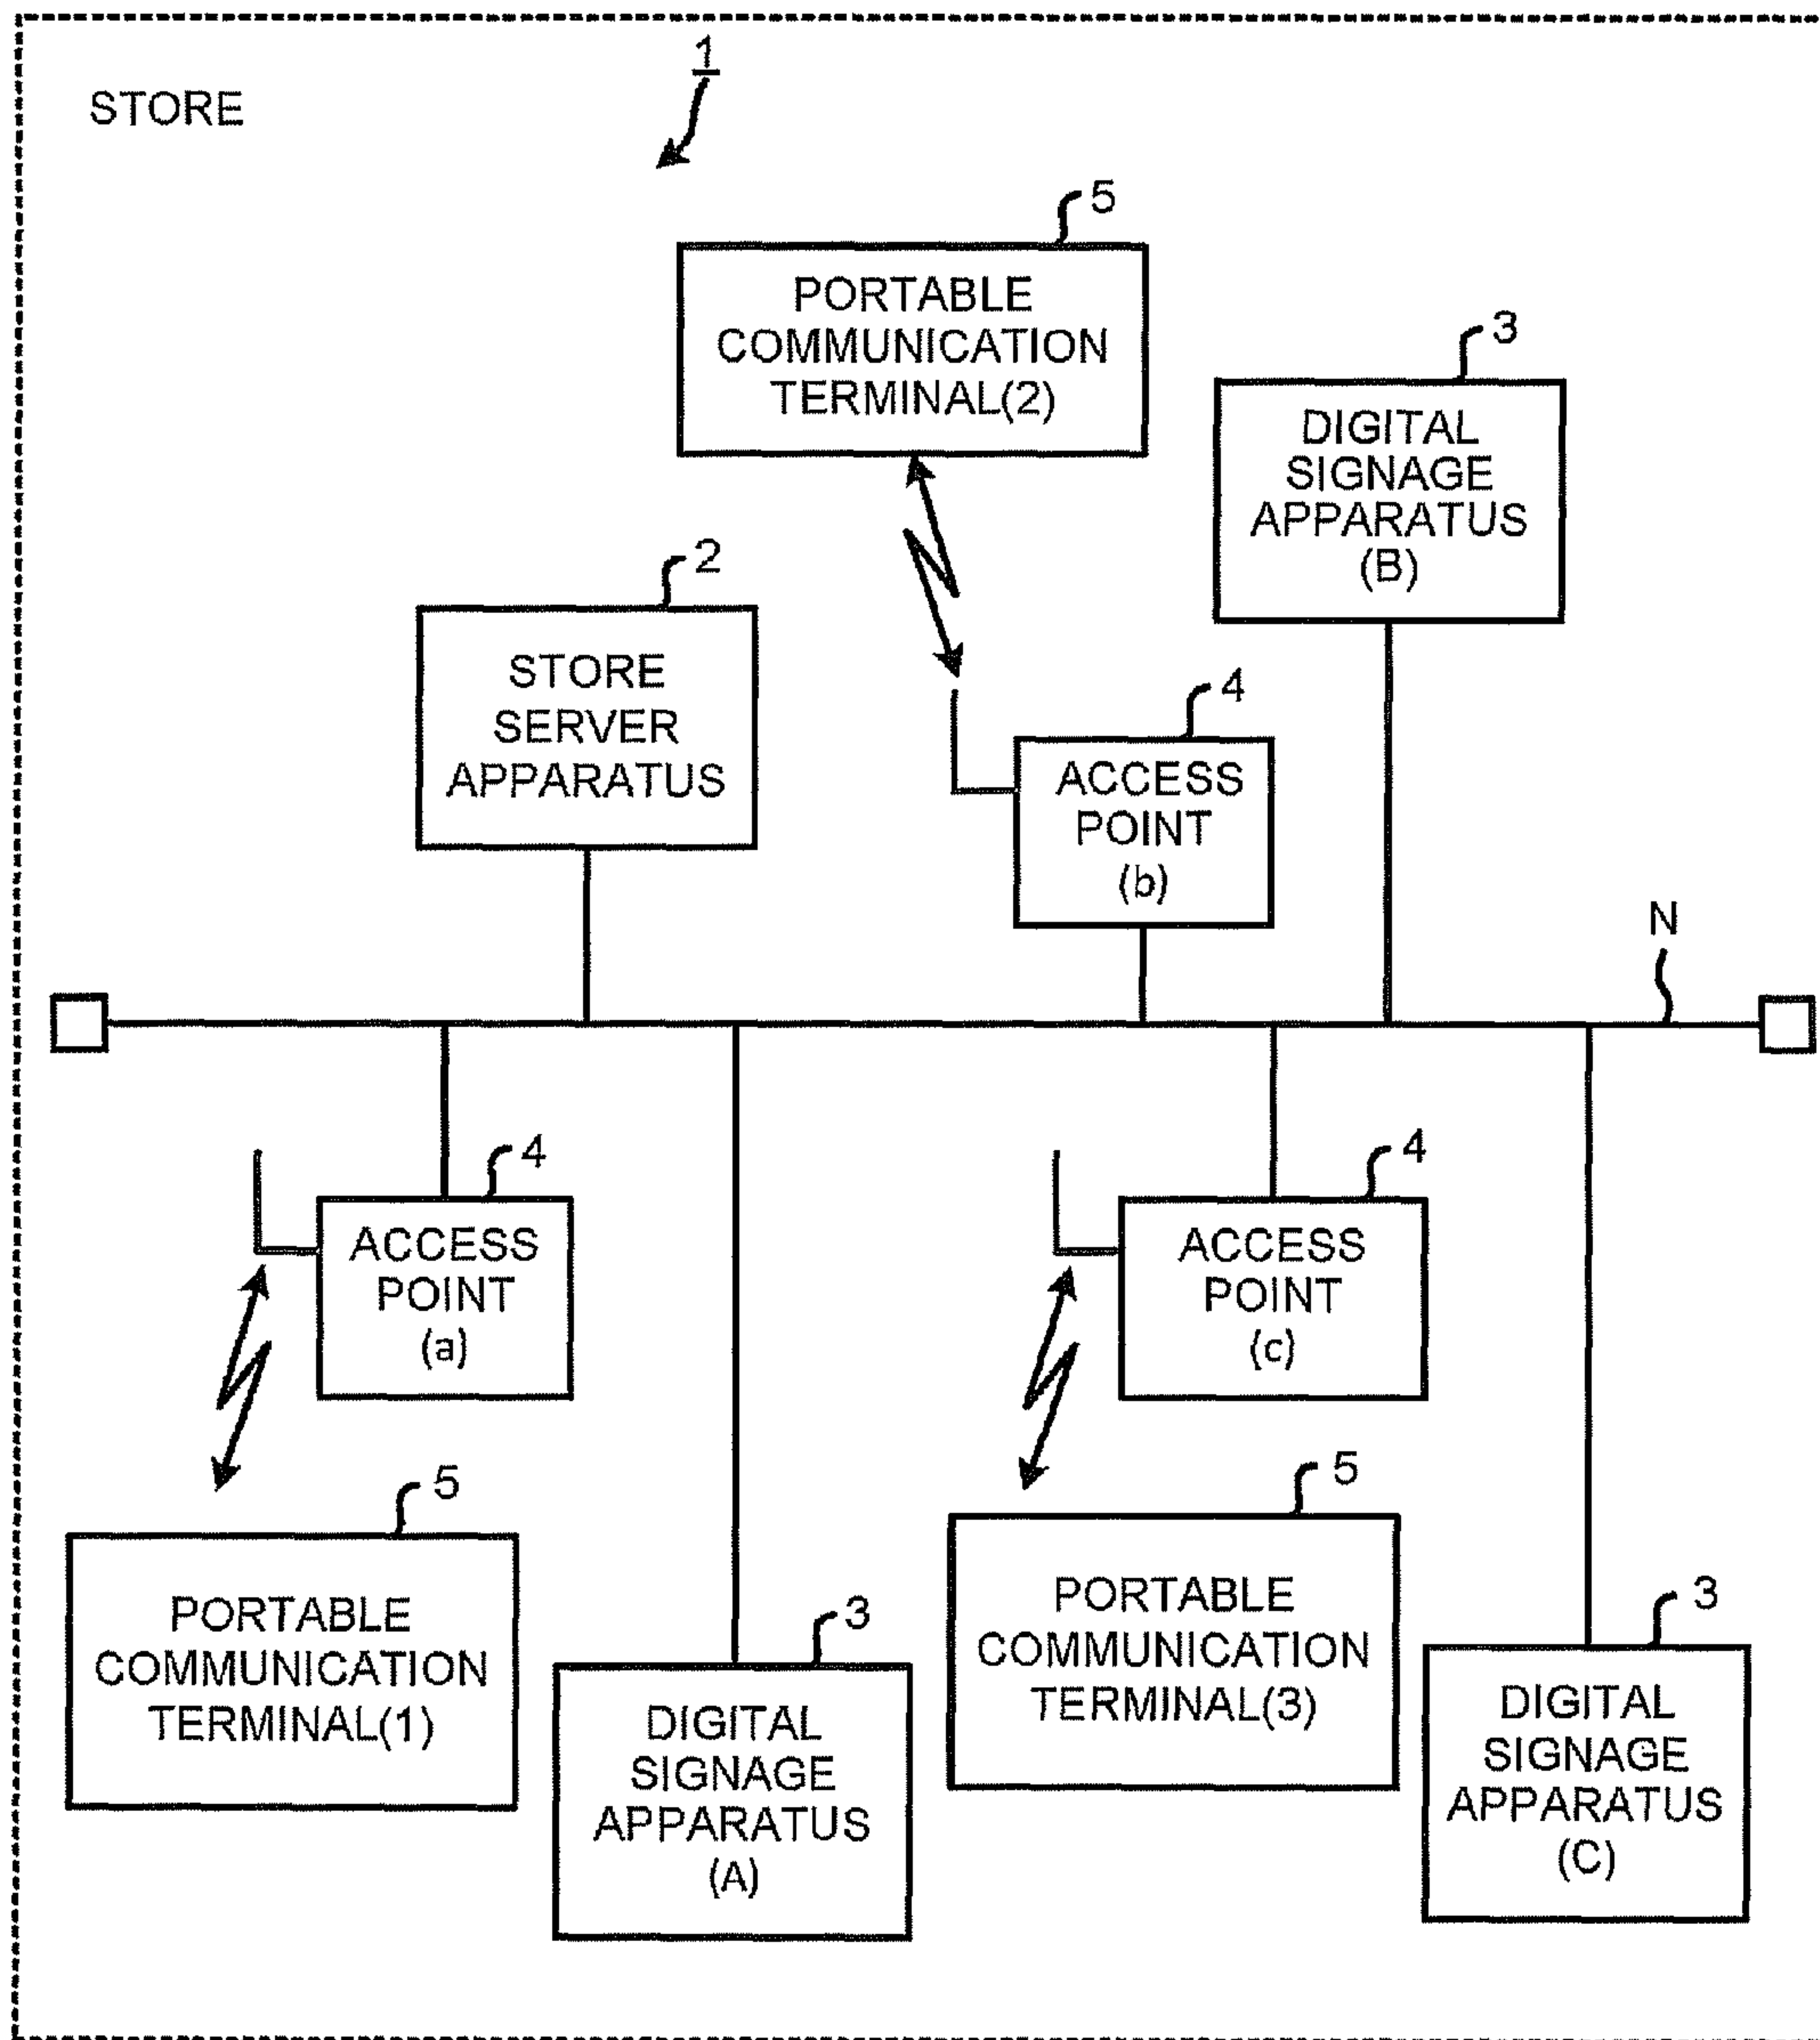 STORE
1
5
PORTABLE
COMMUNICATION
TERMINAL(2)
3
DIGITAL
SIGNAGE
APPARATUS
(B)
2
STORE
SERVER
APPARATUS
4
ACCESS
POINT
(b)
N
4
ACCESS
POINT
(a)
4
ACCESS
POINT
(c)
5
PORTABLE
COMMUNICATION
TERMINAL(1)
3
DIGITAL
SIGNAGE
APPARATUS
(A)
5
PORTABLE
COMMUNICATION
TERMINAL(3)
3
DIGITAL
SIGNAGE
APPARATUS
(C)